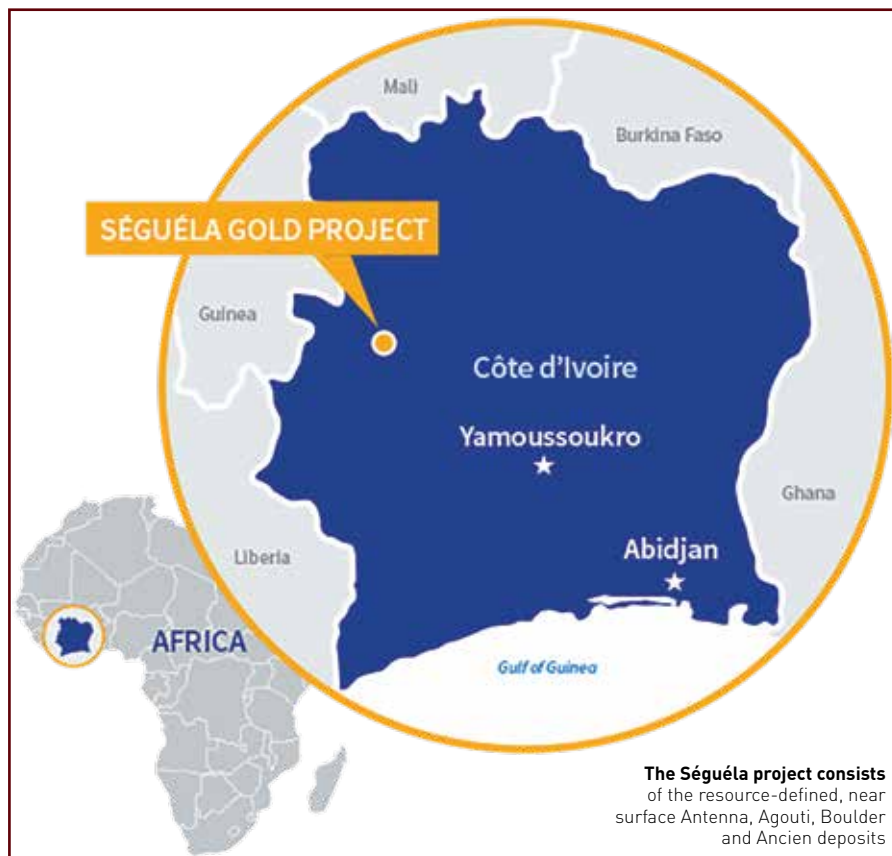 Mali
Burkina Faso
SÉGUÉLA GOLD PROJECT
Guinea
Côte d'Ivoire
Yamoussoukro
Ghana
Liberia
Abidjan
AFRICA
Gulf of Guinea
The Séguéla project consists
of the resource-defined, near
surface Antenna, Agouti, Boulder
and Ancien deposits